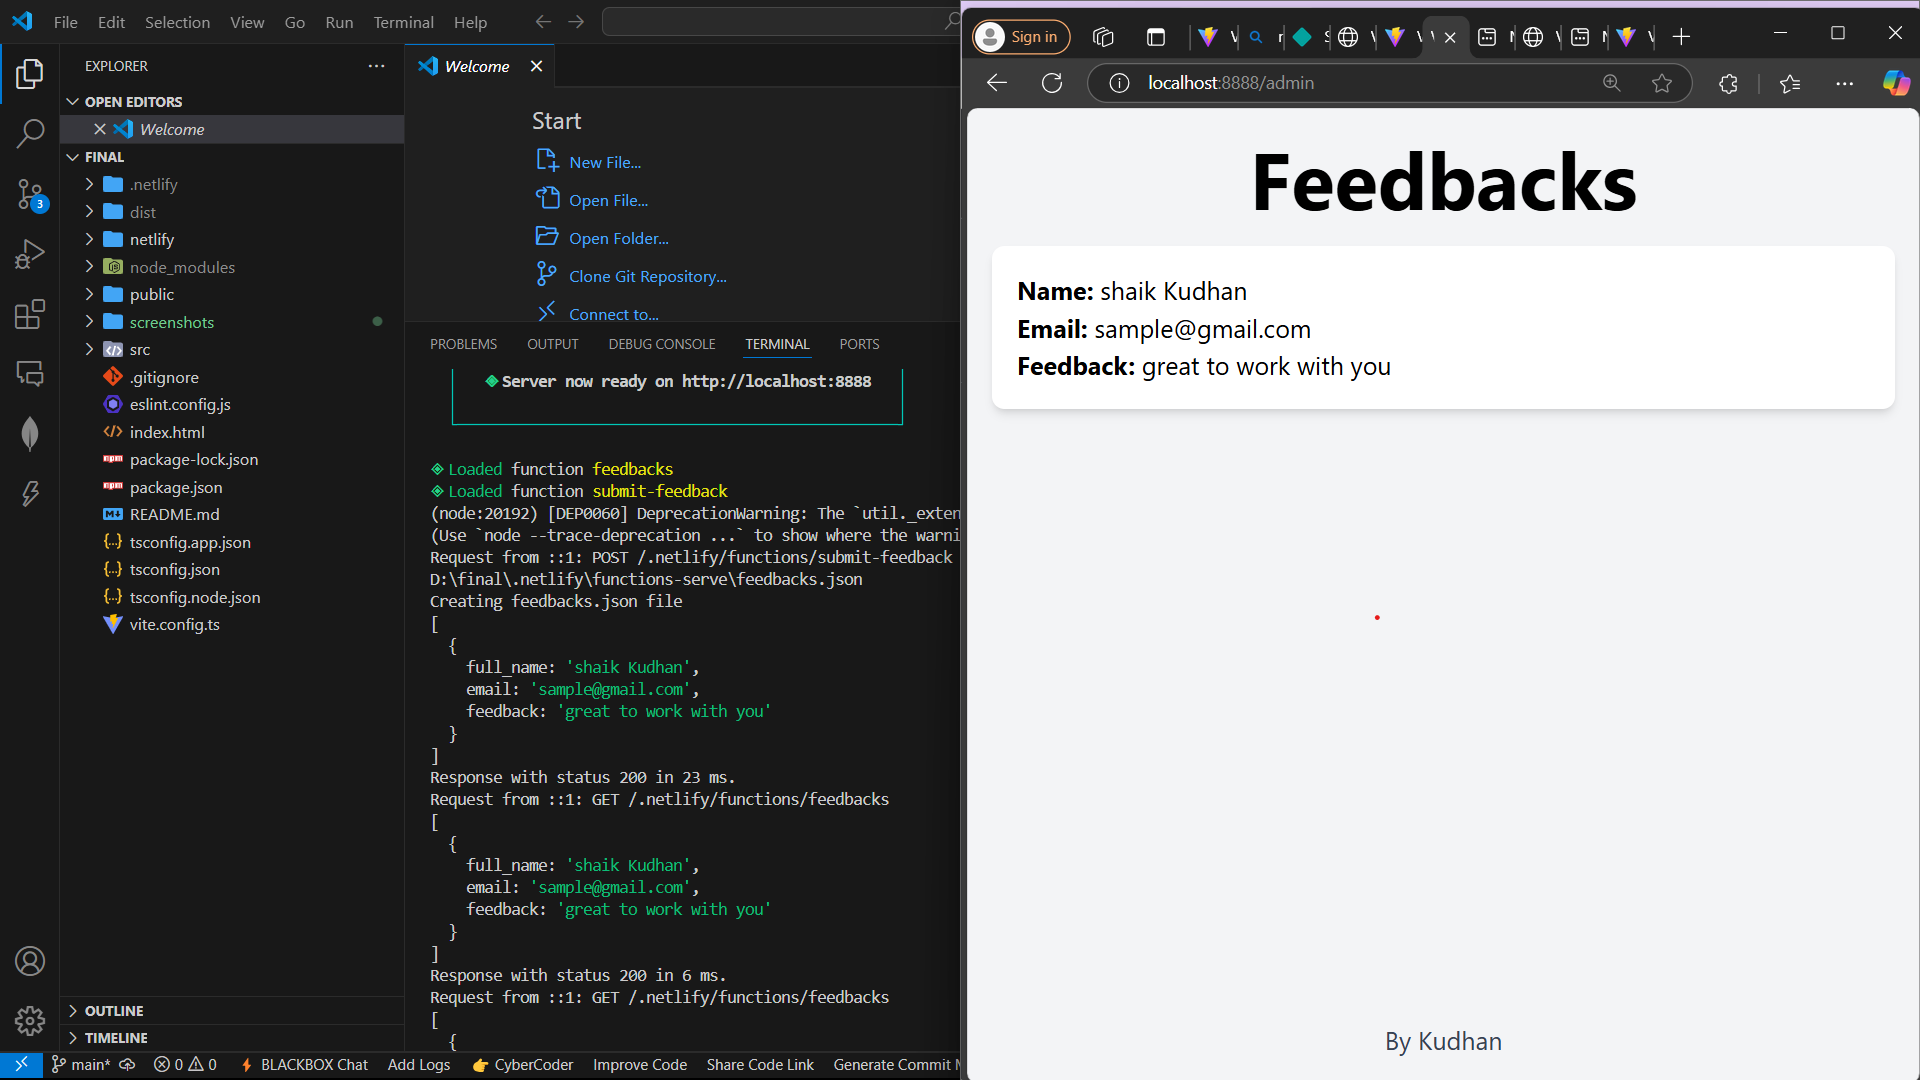 File Edit Selection View Go Run Terminal Help
EXPLORER
OPEN EDITORS
Welcome
FINAL
.netlify
dist
netlify
node_modules
public
screenshots
src
.gitignore
eslint.config.js
index.html
package-lock.json
package.json
README.md
tsconfig.app.json
tsconfig.json
tsconfig.node.json
vite.config.ts
OUTLINE
TIMELINE
3
Welcome
Start
New File...
Open File...
Open Folder...
Clone Git Repository...
Connect to...
PROBLEMS OUTPUT DEBUG CONSOLE TERMINAL PORTS
Server now ready on http://localhost:8888
Loaded function feedbacks
Loaded function submit-feedback
(node:20192) [DEP0060] DeprecationWarning: The `util._exten
(Use `node --trace-deprecation ...` to show where the warni
Request from ::1: POST /.netlify/functions/submit-feedback
D:\final\.netlify\functions-serve\feedbacks.json
Creating feedbacks.json file
[
{
full_name: 'shaik Kudhan',
email: 'sample@gmail.com',
feedback: 'great to work with you'
}
]
Response with status 200 in 23 ms.
Request from ::1: GET /.netlify/functions/feedbacks
[
{
full_name: 'shaik Kudhan',
email: 'sample@gmail.com',
feedback: 'great to work with you'
}
]
Response with status 200 in 6 ms.
Request from ::1: GET /.netlify/functions/feedbacks
[
{
main* 0 0 BLACKBOX Chat Add Logs CyberCoder Improve Code Share Code Link Generate Commit
Sign in
localhost:8888/admin
Feedbacks
Name: shaik Kudhan
Email: sample@gmail.com
Feedback: great to work with you
By Kudhan